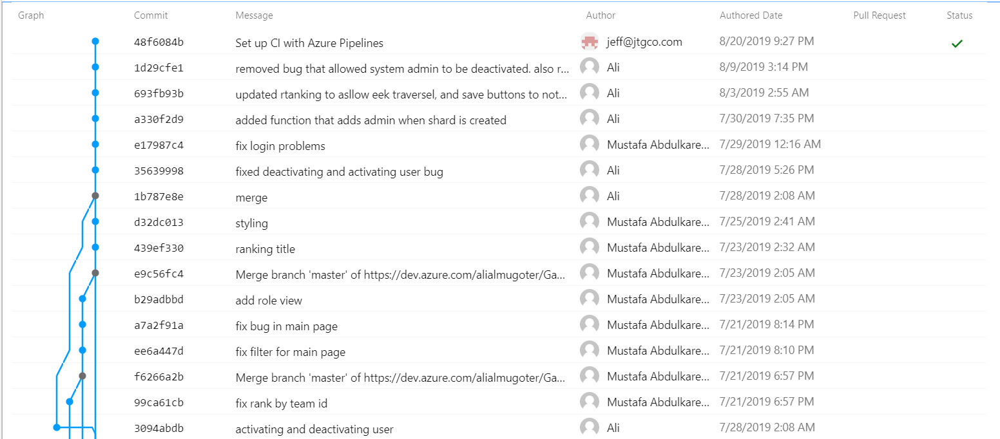 Graph Commit Message Author Authored Date Pull Request Status
48f6084b Set up CI with Azure Pipelines jeff@jtgco.com 8/20/2019 9:27 PM
1d29cfe1 removed bug that allowed system admin to be deactivated. also r... Ali 8/9/2019 3:14 PM
693fb93b updated rtanking to asllow eek traversel, and save buttons to not... Ali 8/3/2019 2:55 AM
a330f2d9 added function that adds admin when shard is created Ali 7/30/2019 7:35 PM
e17987c4 fix login problems Mustafa Abdulkare... 7/29/2019 12:16 AM
35639998 fixed deactivating and activating user bug Ali 7/28/2019 5:26 PM
1b787e8e merge Ali 7/28/2019 2:08 AM
d32dc013 styling Mustafa Abdulkare... 7/25/2019 2:41 AM
439ef330 ranking title Mustafa Abdulkare... 7/23/2019 2:32 AM
e9c56fc4 Merge branch 'master' of https://dev.azure.com/alialmugoter/Ga... Mustafa Abdulkare... 7/23/2019 2:05 AM
b29adbbd add role view Mustafa Abdulkare... 7/23/2019 2:05 AM
a7a2f91a fix bug in main page Mustafa Abdulkare... 7/21/2019 8:14 PM
ee6a447d fix filter for main page Mustafa Abdulkare... 7/21/2019 8:10 PM
f6266a2b Merge branch 'master' of https://dev.azure.com/alialmugoter/Ga... Mustafa Abdulkare... 7/21/2019 6:57 PM
99ca61cb fix rank by team id Mustafa Abdulkare... 7/21/2019 6:57 PM
3094abdb activating and deactivating user Ali 7/28/2019 2:08 AM